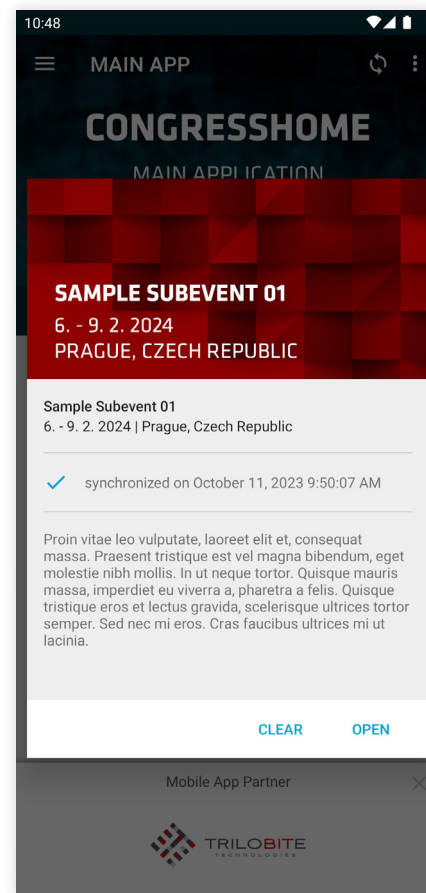 10:48
MAIN APP
CONGRESSHOME
MAIN APPLICATION
SAMPLE SUBEVENT 01
6. - 9. 2. 2024
PRAGUE, CZECH REPUBLIC
Sample Subevent 01
6. - 9. 2. 2024 | Prague, Czech Republic
synchronized on October 11, 2023 9:50:07 AM
Proin vitae leo vulputate, laoreet elit et, consequat
massa. Praesent tristique est vel magna bibendum, eget
molestie nibh mollis. In ut neque tortor. Quisque mauris
massa, imperdiet eu viverra a, pharetra a felis. Quisque
tristique eros et lectus gravida, scelerisque ultrices tortor
semper. Sed nec mi eros. Cras faucibus ultrices mi ut
lacinia.
CLEAR OPEN
Mobile App Partner
TRILOBITE
TECHNOLOGIES